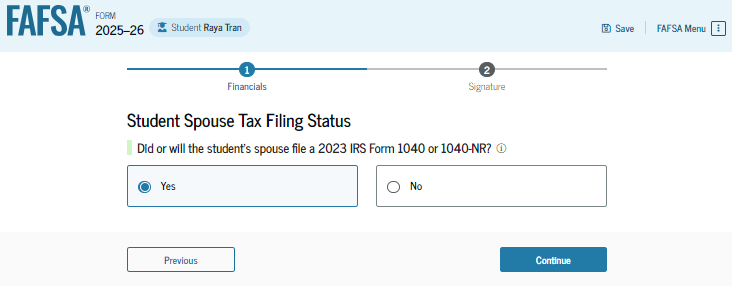 FAFSA® FORM
2025–26 Student Raya Tran Save FAFSA Menu
1 2
Financials Signature
Student Spouse Tax Filing Status
Did or will the student's spouse file a 2023 IRS Form 1040 or 1040-NR?
Yes No
Previous Continue